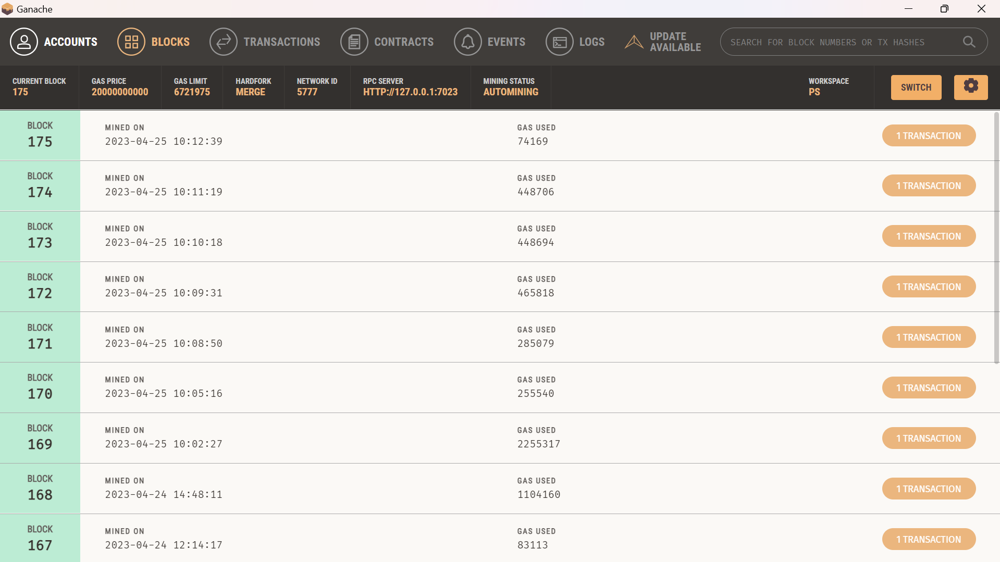 Ganache
ACCOUNTS BLOCKS TRANSACTIONS CONTRACTS EVENTS LOGS UPDATE AVAILABLE SEARCH FOR BLOCK NUMBERS OR TX HASHES
CURRENT BLOCK GAS PRICE GAS LIMIT HARDFORK NETWORK ID RPC SERVER MINING STATUS WORKSPACE
175 20000000000 6721975 MERGE 5777 HTTP://127.0.0.1:7023 AUTOMINING PS SWITCH
BLOCK MINED ON GAS USED
175 2023-04-25 10:12:39 74169 1 TRANSACTION
BLOCK MINED ON GAS USED
174 2023-04-25 10:11:19 448706 1 TRANSACTION
BLOCK MINED ON GAS USED
173 2023-04-25 10:10:18 448694 1 TRANSACTION
BLOCK MINED ON GAS USED
172 2023-04-25 10:09:31 465818 1 TRANSACTION
BLOCK MINED ON GAS USED
171 2023-04-25 10:08:50 285079 1 TRANSACTION
BLOCK MINED ON GAS USED
170 2023-04-25 10:05:16 255540 1 TRANSACTION
BLOCK MINED ON GAS USED
169 2023-04-25 10:02:27 2255317 1 TRANSACTION
BLOCK MINED ON GAS USED
168 2023-04-24 14:48:11 1104160 1 TRANSACTION
BLOCK MINED ON GAS USED
167 2023-04-24 12:14:17 83113 1 TRANSACTION